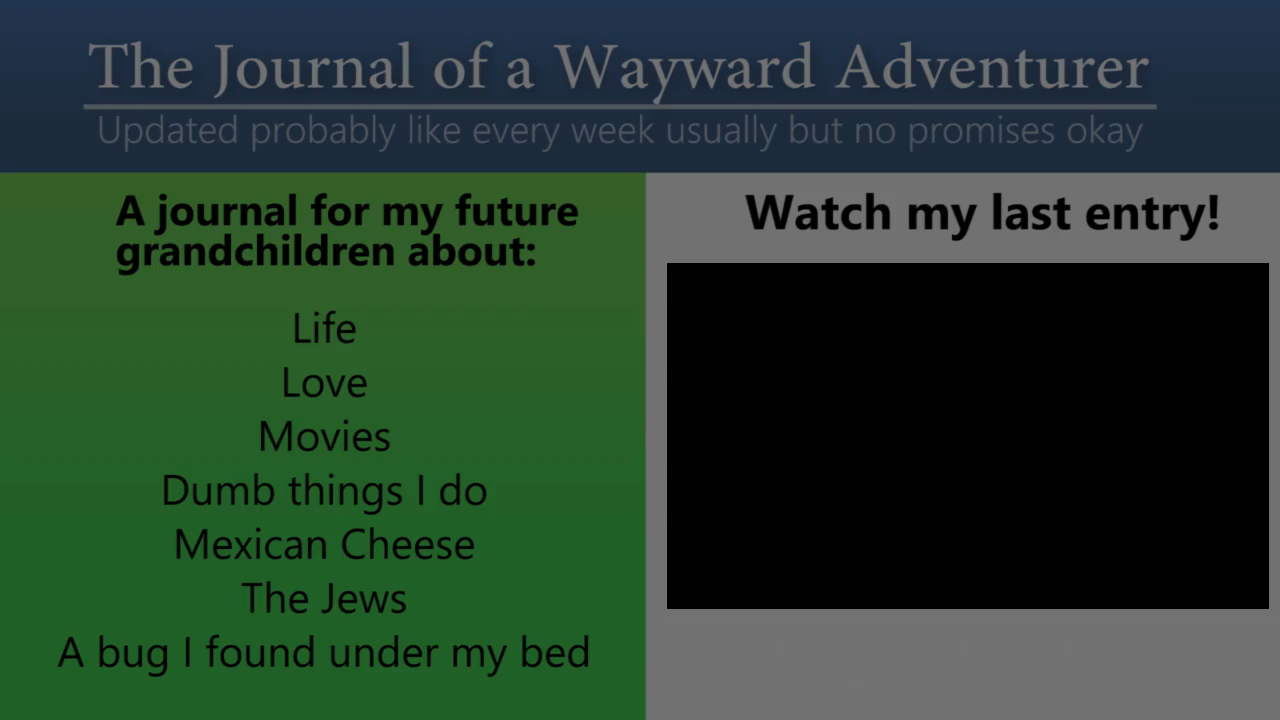 The Journal of a Wayward Adventurer
Updated probably like every week usually but no promises okay
A journal for my future
grandchildren about:
Life
Love
Movies
Dumb things I do
Mexican Cheese
The Jews
A bug I found under my bed
Watch my last entry!